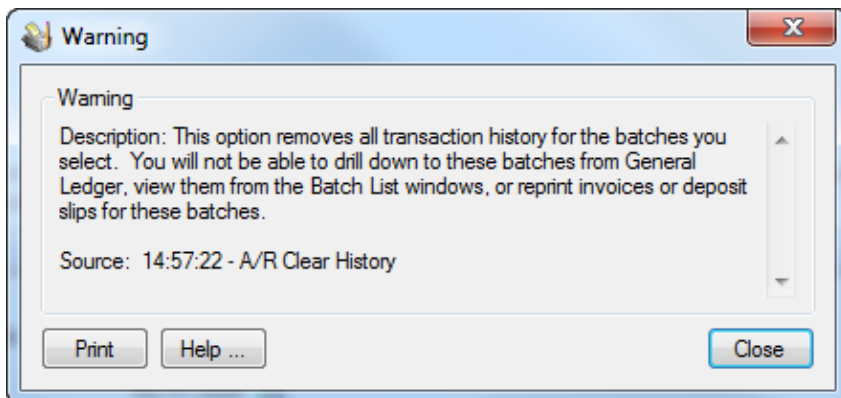 Warning
X
Warning
Description: This option removes all transaction history for the batches you
select.  You will not be able to drill down to these batches from General
Ledger, view them from the Batch List windows, or reprint invoices or deposit
slips for these batches.
Source:  14:57:22 - A/R Clear History
Print
Help ...
Close